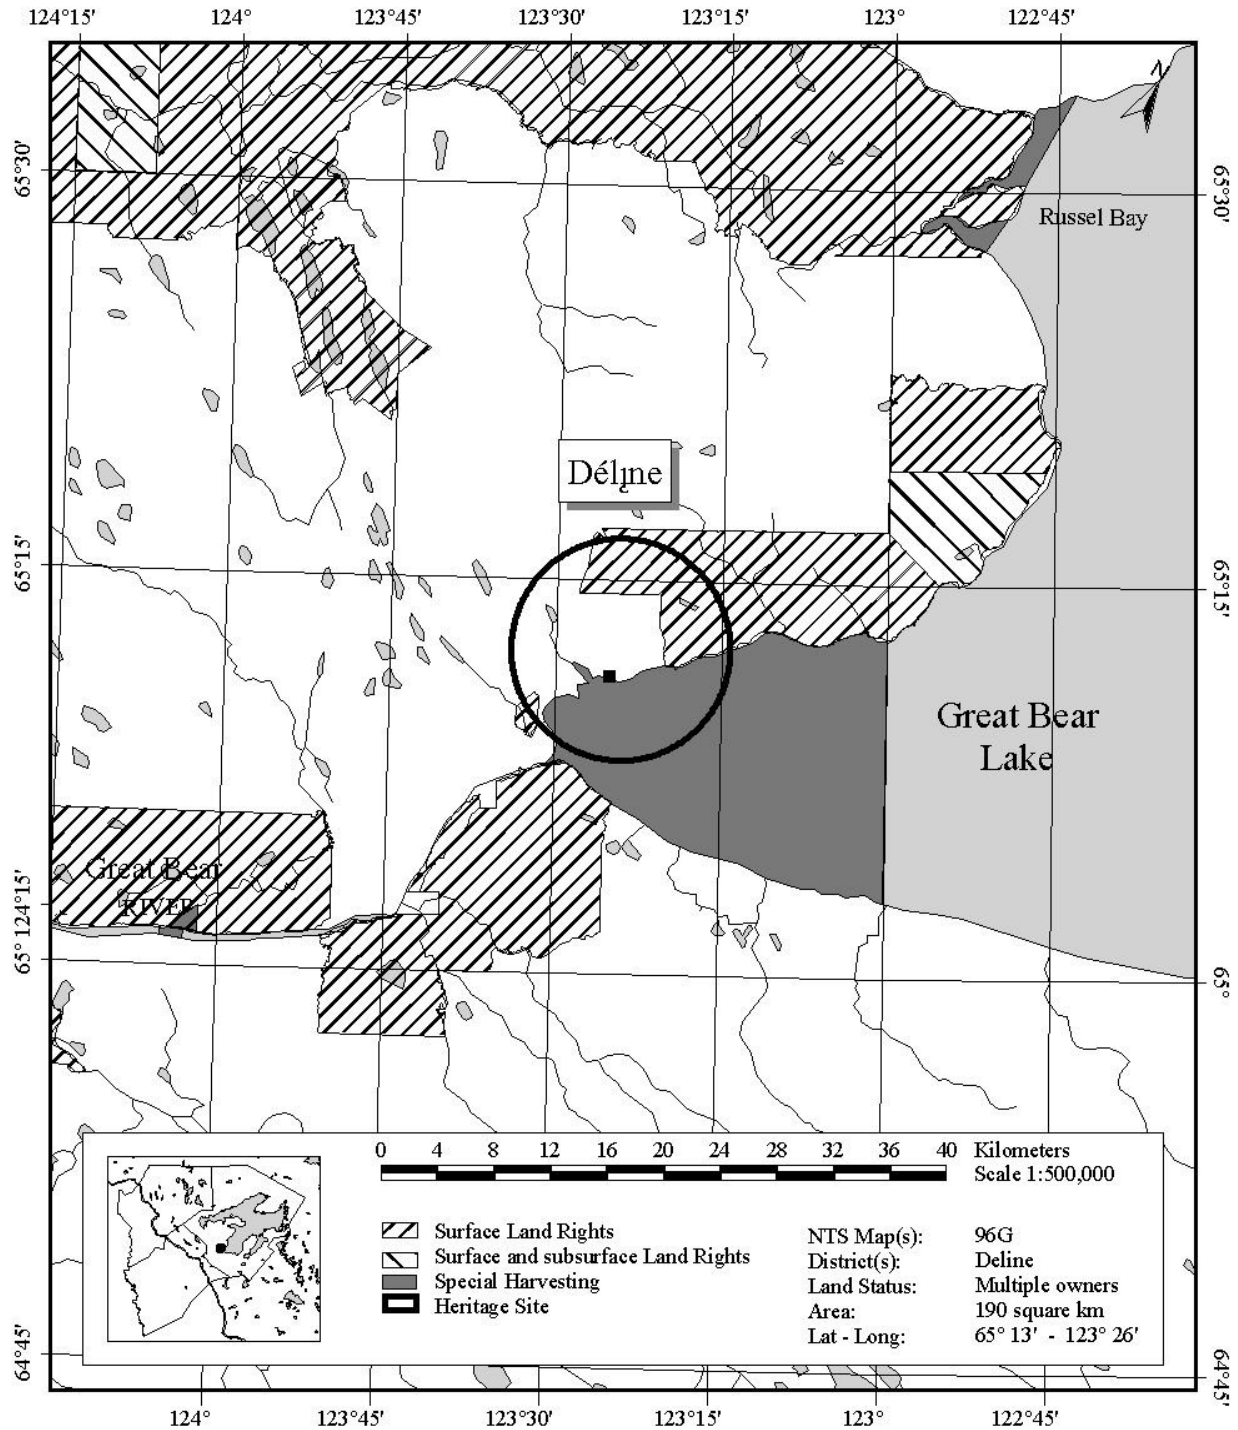 124°15' 124° 123°45' 123°30' 123°15' 123° 122°45'
65°30'
65°30'
Russel Bay
Délı̨ne
65°15'
65°15'
Great Bear
Lake
Great Bear
RIVER
65° 124°15'
65°
0 4 8 12 16 20 24 28 32 36 40 Kilometers
Scale 1:500,000
Surface Land Rights
Surface and subsurface Land Rights
Special Harvesting
Heritage Site
NTS Map(s): 96G
District(s): Deline
Land Status: Multiple owners
Area: 190 square km
Lat - Long: 65° 13' - 123° 26'
64°45'
64°45'
124° 123°45' 123°30' 123°15' 123° 122°45'
N